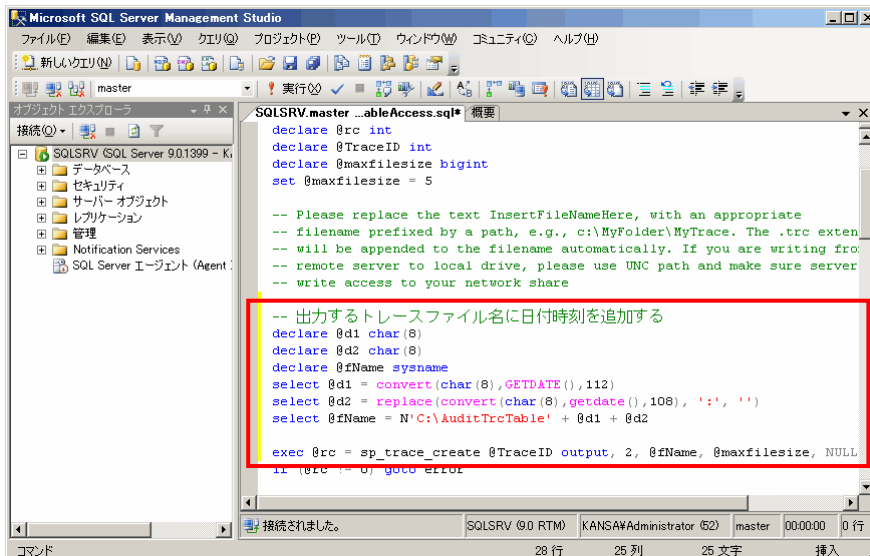 Microsoft SQL Server Management Studio
ファイル(F) 編集(E) 表示(V) クエリ(Q) プロジェクト(P) ツール(T) ウィンドウ(W) コミュニティ(C) ヘルプ(H)
新しいクエリ(N)
master 実行(X)
オブジェクト エクスプローラ
SQLSRV.master ...ableAccess.sql* 概要
接続(O)
SQLSRV (SQL Server 9.0.1399 - K
データベース
セキュリティ
サーバー オブジェクト
レプリケーション
管理
Notification Services
SQL Server エージェント (Agent
declare @rc int
declare @TraceID int
declare @maxfilesize bigint
set @maxfilesize = 5
-- Please replace the text InsertFileNameHere, with an appropriate
-- filename prefixed by a path, e.g., c:\MyFolder\MyTrace. The .trc exten
-- will be appended to the filename automatically. If you are writing fro
-- remote server to local drive, please use UNC path and make sure server
-- write access to your network share
-- 出力するトレースファイル名に日付時刻を追加する
declare @d1 char(8)
declare @d2 char(8)
declare @fName sysname
select @d1 = convert(char(8),GETDATE(),112)
select @d2 = replace(convert(char(8),getdate(),108), ':', '')
select @fName = N'C:\AuditTrcTable' + @d1 + @d2
exec @rc = sp_trace_create @TraceID output, 2, @fName, @maxfilesize, NULL
if (@rc != 0) goto error
接続されました。 SQLSRV (9.0 RTM) KANSA¥Administrator (52) master 00:00:00 0 行
コマンド 28 行 25 列 25 文字 挿入